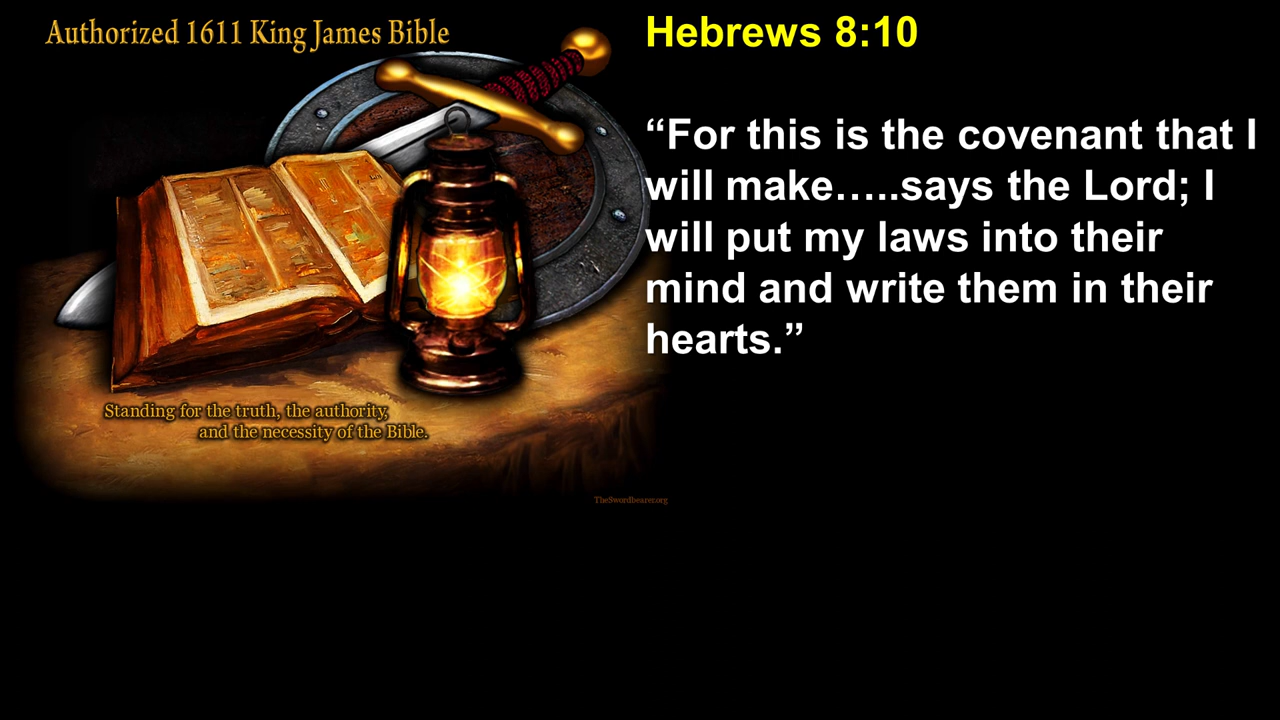 Authorized 1611 King James Bible
Hebrews 8:10
“For this is the covenant that I
will make…..says the Lord; I
will put my laws into their
mind and write them in their
hearts.”
Standing for the truth, the authority,
and the necessity of the Bible.
TheSwordbearer.org